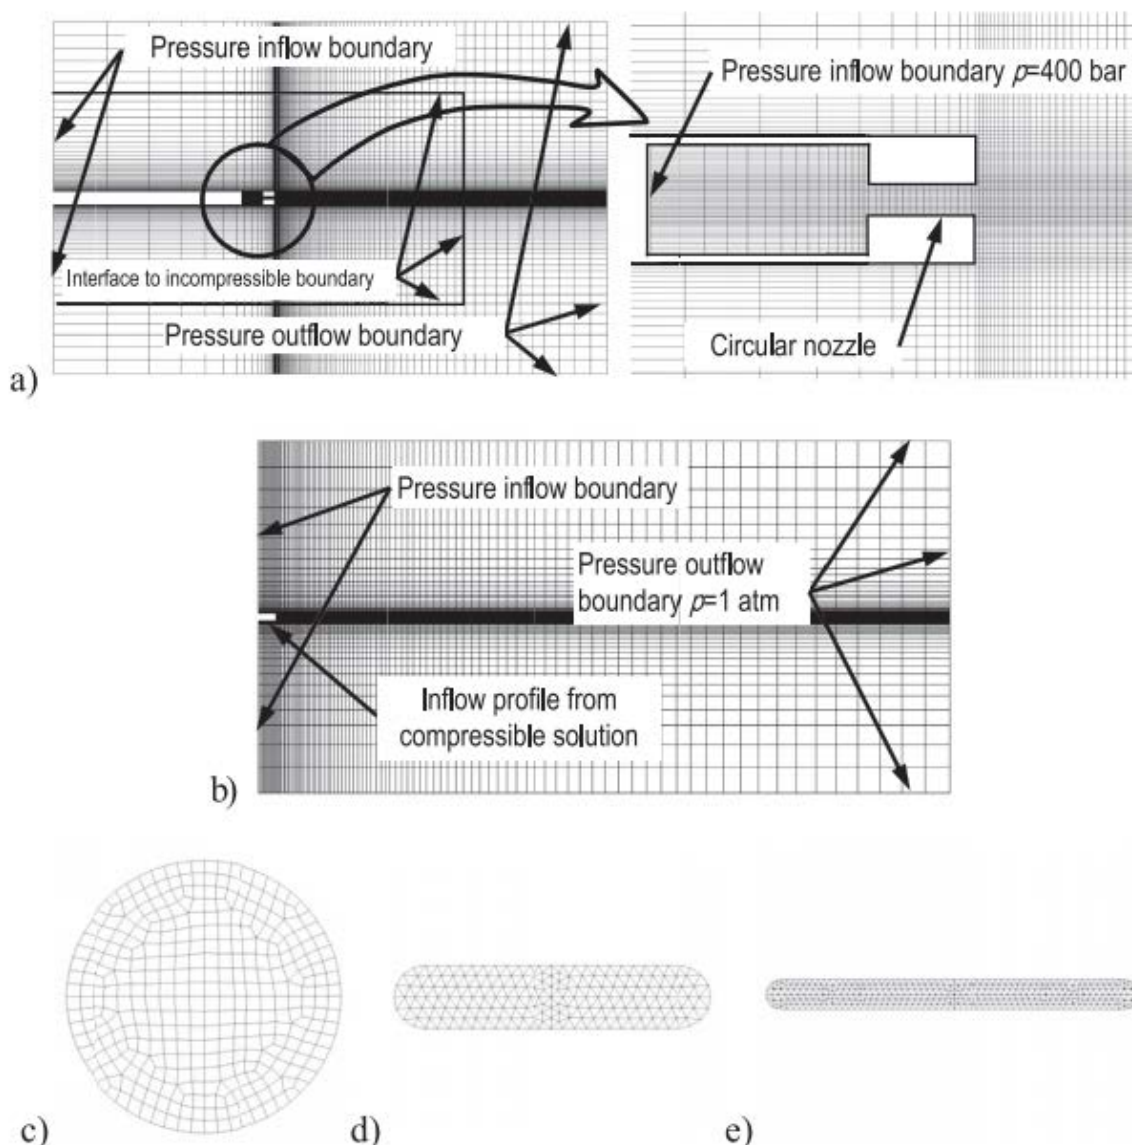 Pressure inflow boundary
Pressure inflow boundary p=400 bar
Interface to incompressible boundary
Pressure outflow boundary
Circular nozzle
a)
Pressure inflow boundary
Pressure outflow
boundary p=1 atm
Inflow profile from
compressible solution
b)
c)
d)
e)